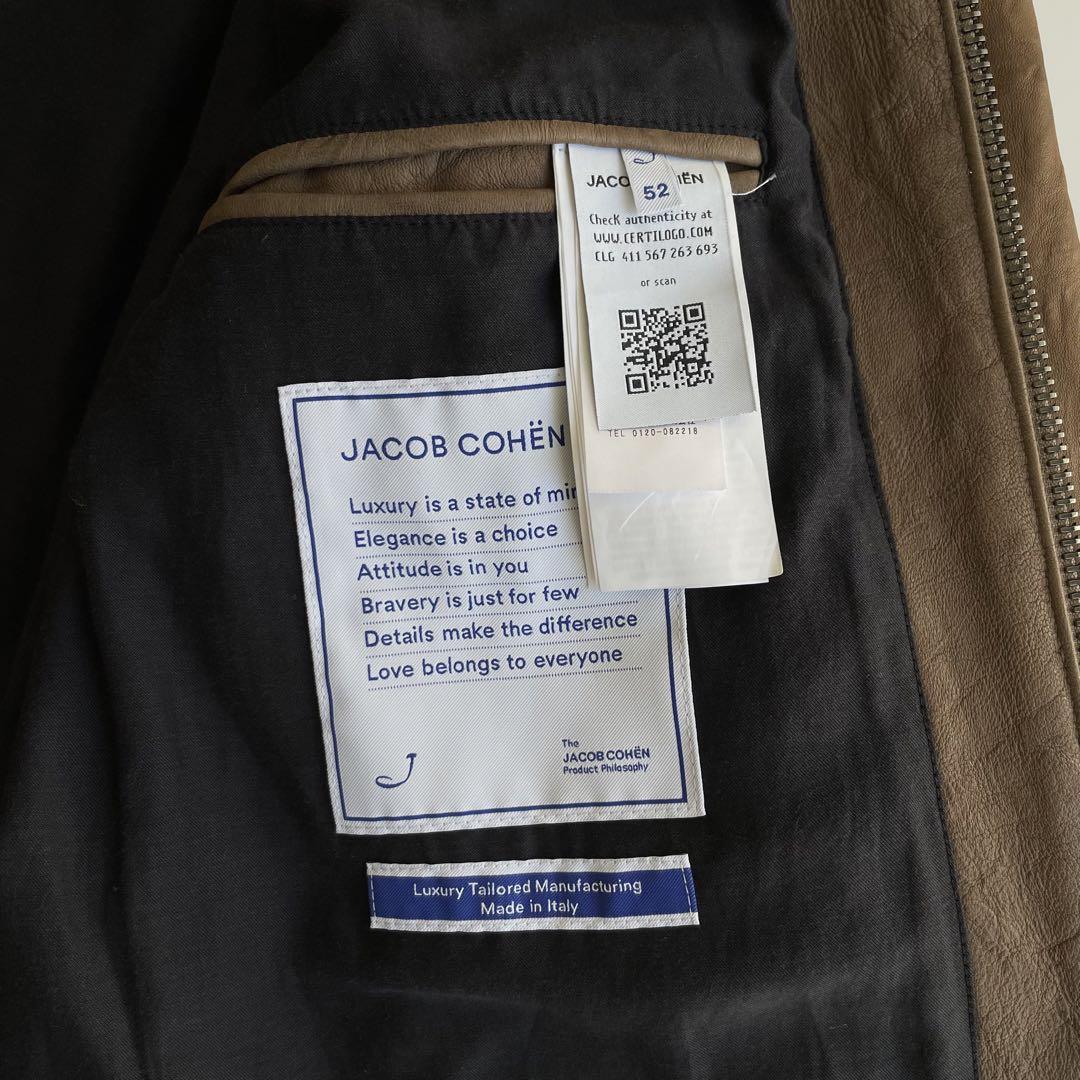 JACO IËN
52
ChecK authenticity at
WWW.CERTILOGO.COM
CLG 411 567 263 693
or scan
TEL 0120-082218
JACOB COHËN
Luxury is a state of
Elegance is a choice
Attitude is in you
Bravery is just for few
Details make the difference
Love belongs to everyone
The
JACOB COHËN
Product Philosophy
Luxury Tailored Manufacturing
Made in Italy